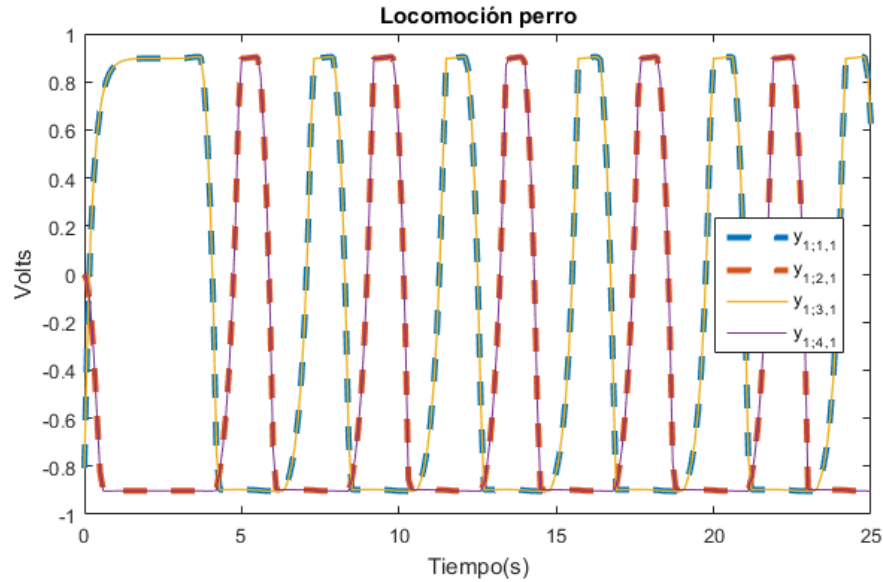 Locomoción perro
Volts
1
0.8
0.6
0.4
0.2
0
-0.2
-0.4
-0.6
-0.8
-1
0 5 10 15 20 25
Tiempo(s)
y1;1,1
y1;2,1
y1;3,1
y1;4,1